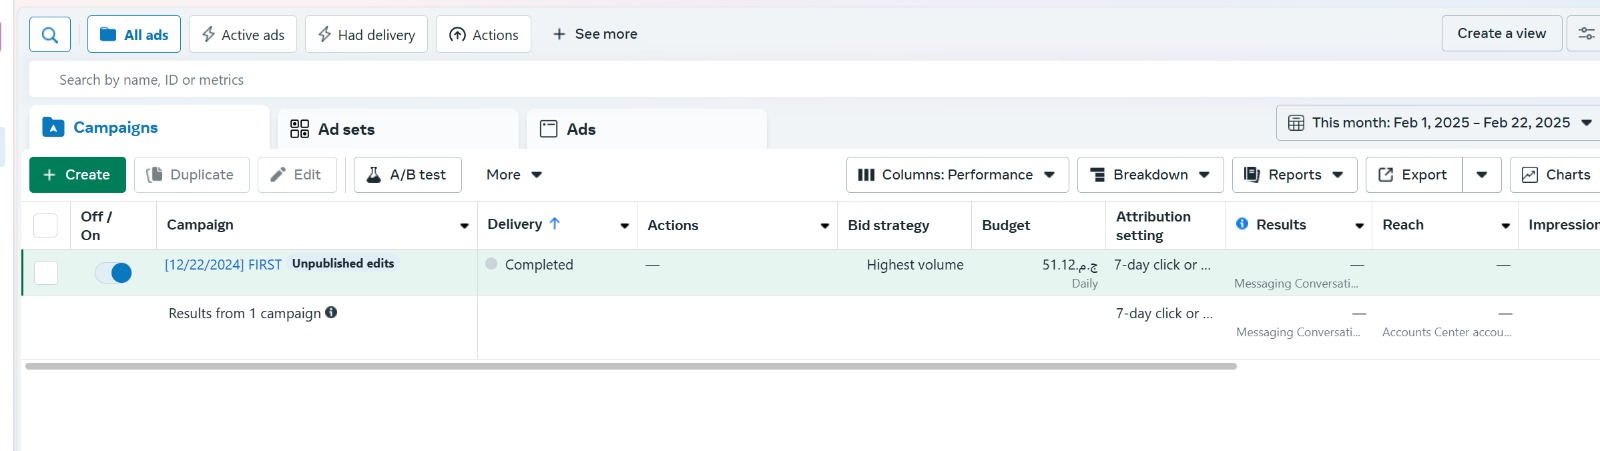 All ads
Active ads
Had delivery
Actions
See more
Create a view
Search by name, ID or metrics
Campaigns
Ad sets
Ads
This month: Feb 1, 2025 – Feb 22, 2025
Create
Duplicate
Edit
A/B test
More
Columns: Performance
Breakdown
Reports
Export
Charts
Off / On
Campaign
Delivery
Actions
Bid strategy
Budget
Attribution setting
Results
Reach
Impression
[12/22/2024] FIRST
Unpublished edits
Completed
—
Highest volume
ج.م.51.12
Daily
7-day click or ...
—
Messaging Conversati...
—
Results from 1 campaign
7-day click or ...
—
Messaging Conversati...
—
Accounts Center accou...